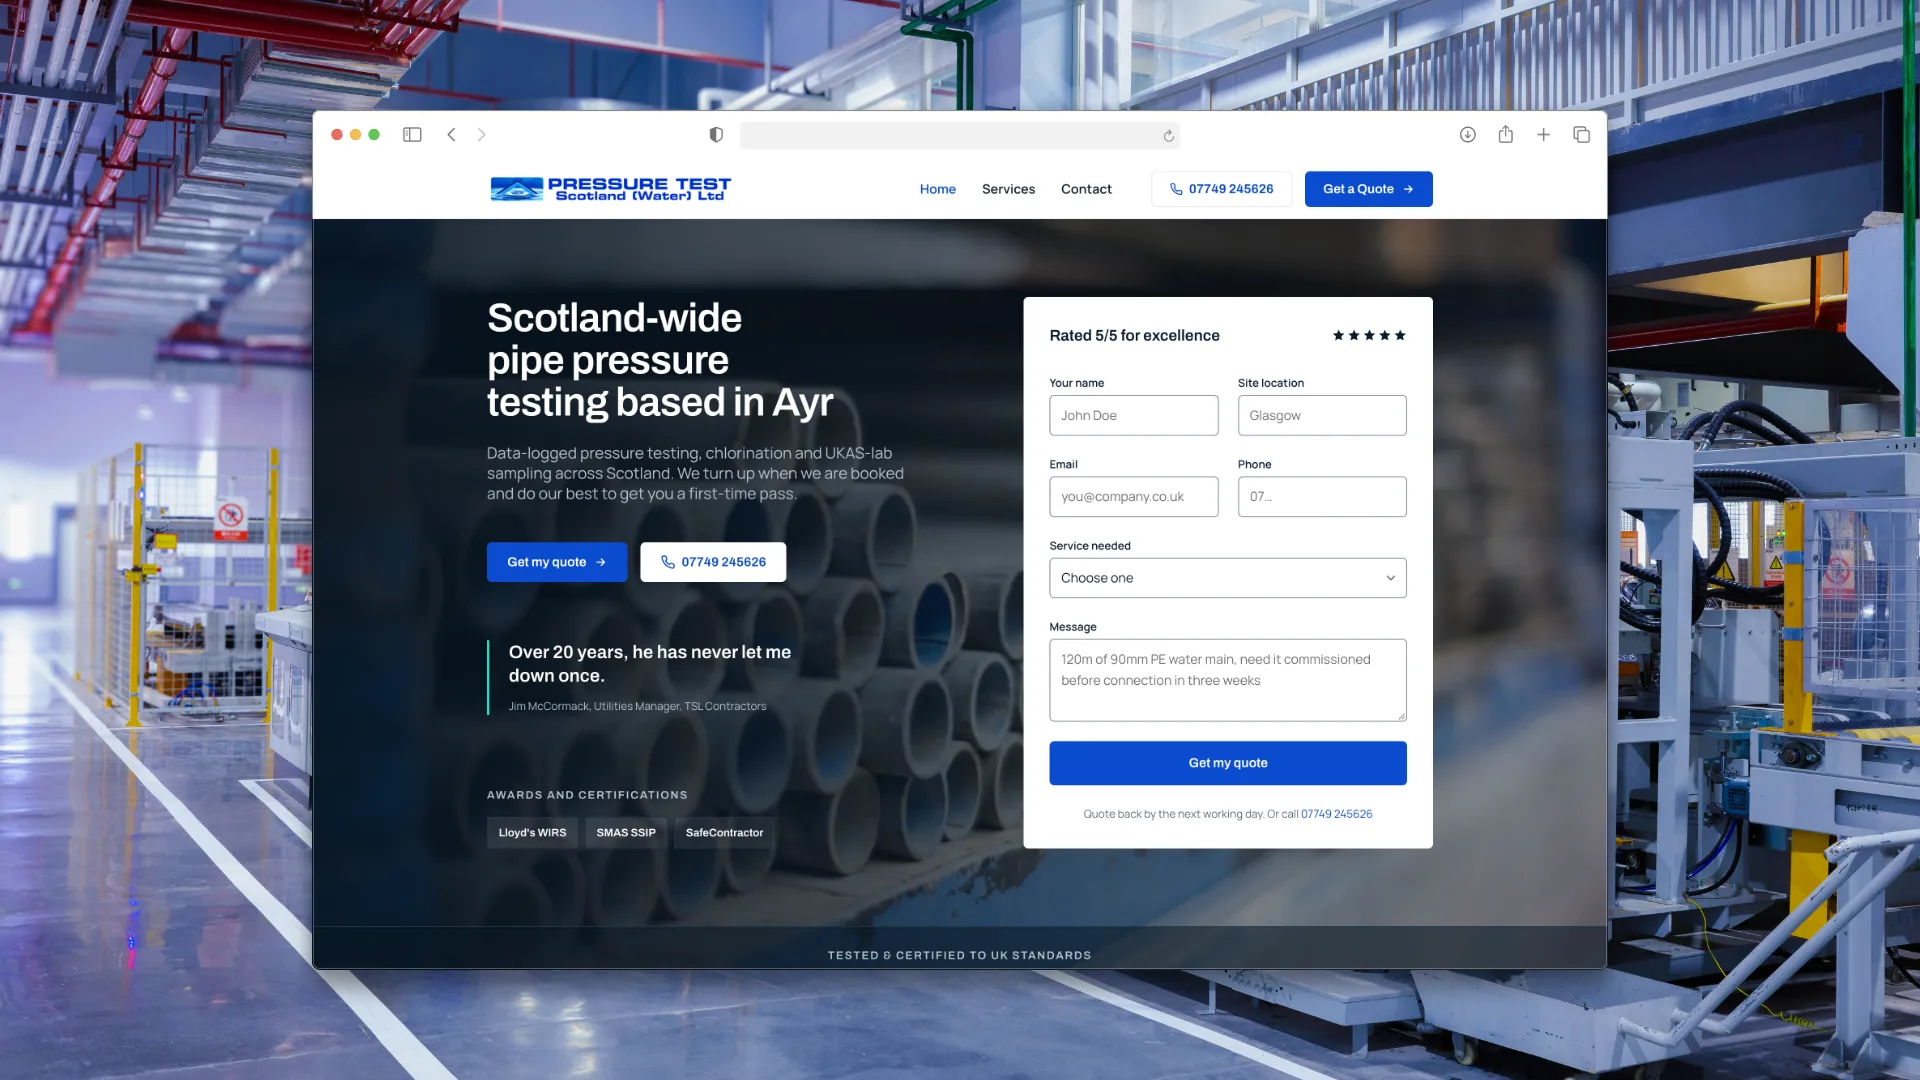 PRESSURE TEST
Scotland (Water) Ltd
Home
Services
Contact
07749 245626
Get a Quote →
Scotland-wide
pipe pressure
testing based in Ayr
Data-logged pressure testing, chlorination and UKAS-lab
sampling across Scotland. We turn up when we are booked
and do our best to get you a first-time pass.
Get my quote →
07749 245626
Over 20 years, he has never let me
down once.
Jim McCormack, Utilities Manager, TSL Contractors
AWARDS AND CERTIFICATIONS
Lloyd's WIRS
SMAS SSIP
SafeContractor
Rated 5/5 for excellence
★★★★★
Your name
John Doe
Site location
Glasgow
Email
you@company.co.uk
Phone
07...
Service needed
Choose one
Message
120m of 90mm PE water main, need it commissioned
before connection in three weeks
Get my quote
Quote back by the next working day. Or call 07749 245626
TESTED & CERTIFIED TO UK STANDARDS